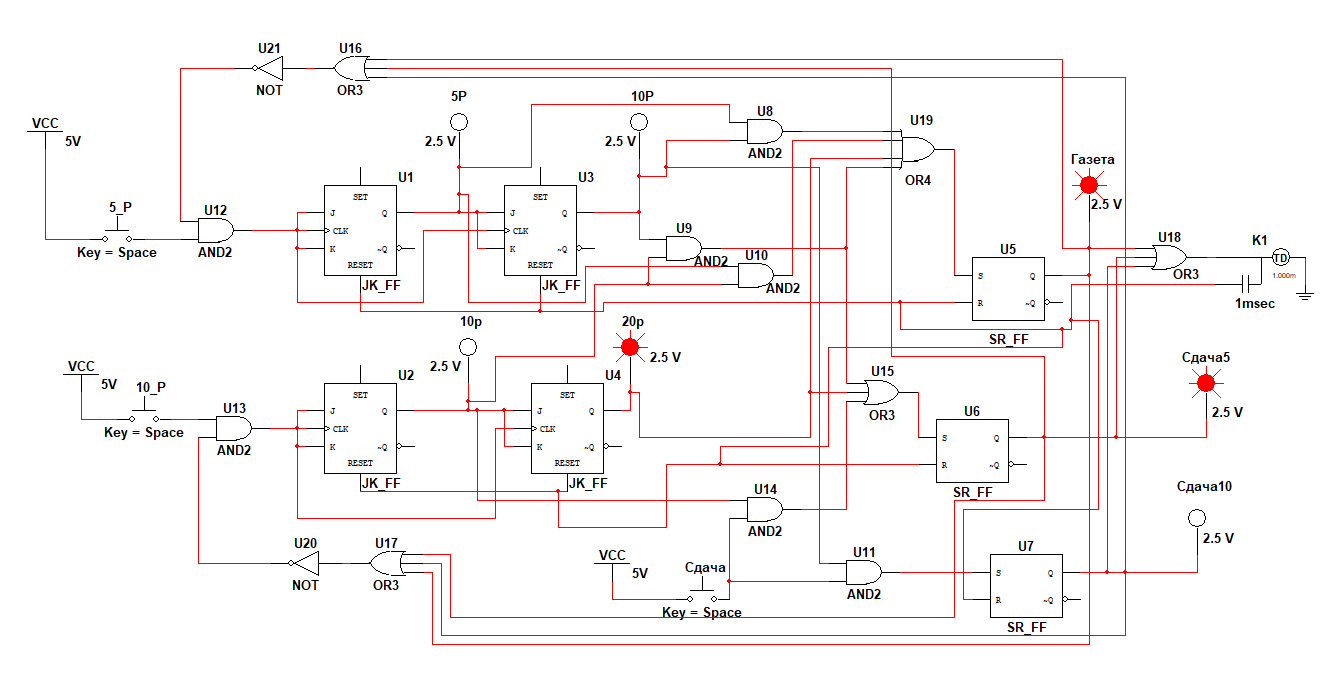 U21
U16
NOT
OR3
5P
10P
U8
U19
VCC
5V
2.5 V
2.5 V
AND2
OR4
Газета
2.5 V
U1
U3
SET
SET
5_P
U12
J
Q
J
Q
CLK
CLK
Key = Space
AND2
K
~Q
K
~Q
RESET
RESET
JK_FF
JK_FF
U9
AND2
U10
AND2
U18
OR3
K1
TD
1.000m
1msec
U5
S
Q
R
~Q
SR_FF
10p
20p
2.5 V
2.5 V
VCC
5V
10_P
U13
Key = Space
AND2
U2
U4
SET
SET
J
Q
J
Q
CLK
CLK
K
~Q
K
~Q
RESET
RESET
JK_FF
JK_FF
U15
OR3
Сдача5
2.5 V
U6
S
Q
R
~Q
SR_FF
U14
AND2
Сдача10
2.5 V
U20
U17
NOT
OR3
VCC
5V
Сдача
Key = Space
U11
AND2
U7
S
Q
R
~Q
SR_FF